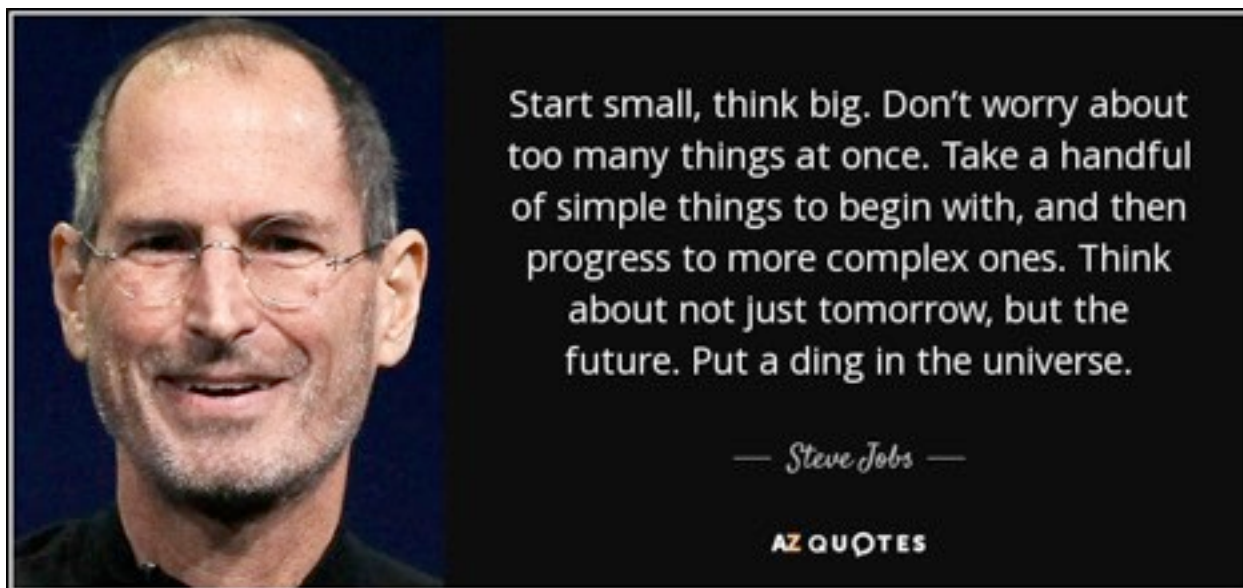 Start small, think big. Don’t worry about
too many things at once. Take a handful
of simple things to begin with, and then
progress to more complex ones. Think
about not just tomorrow, but the
future. Put a ding in the universe.
— Steve Jobs —
AZ QUOTES